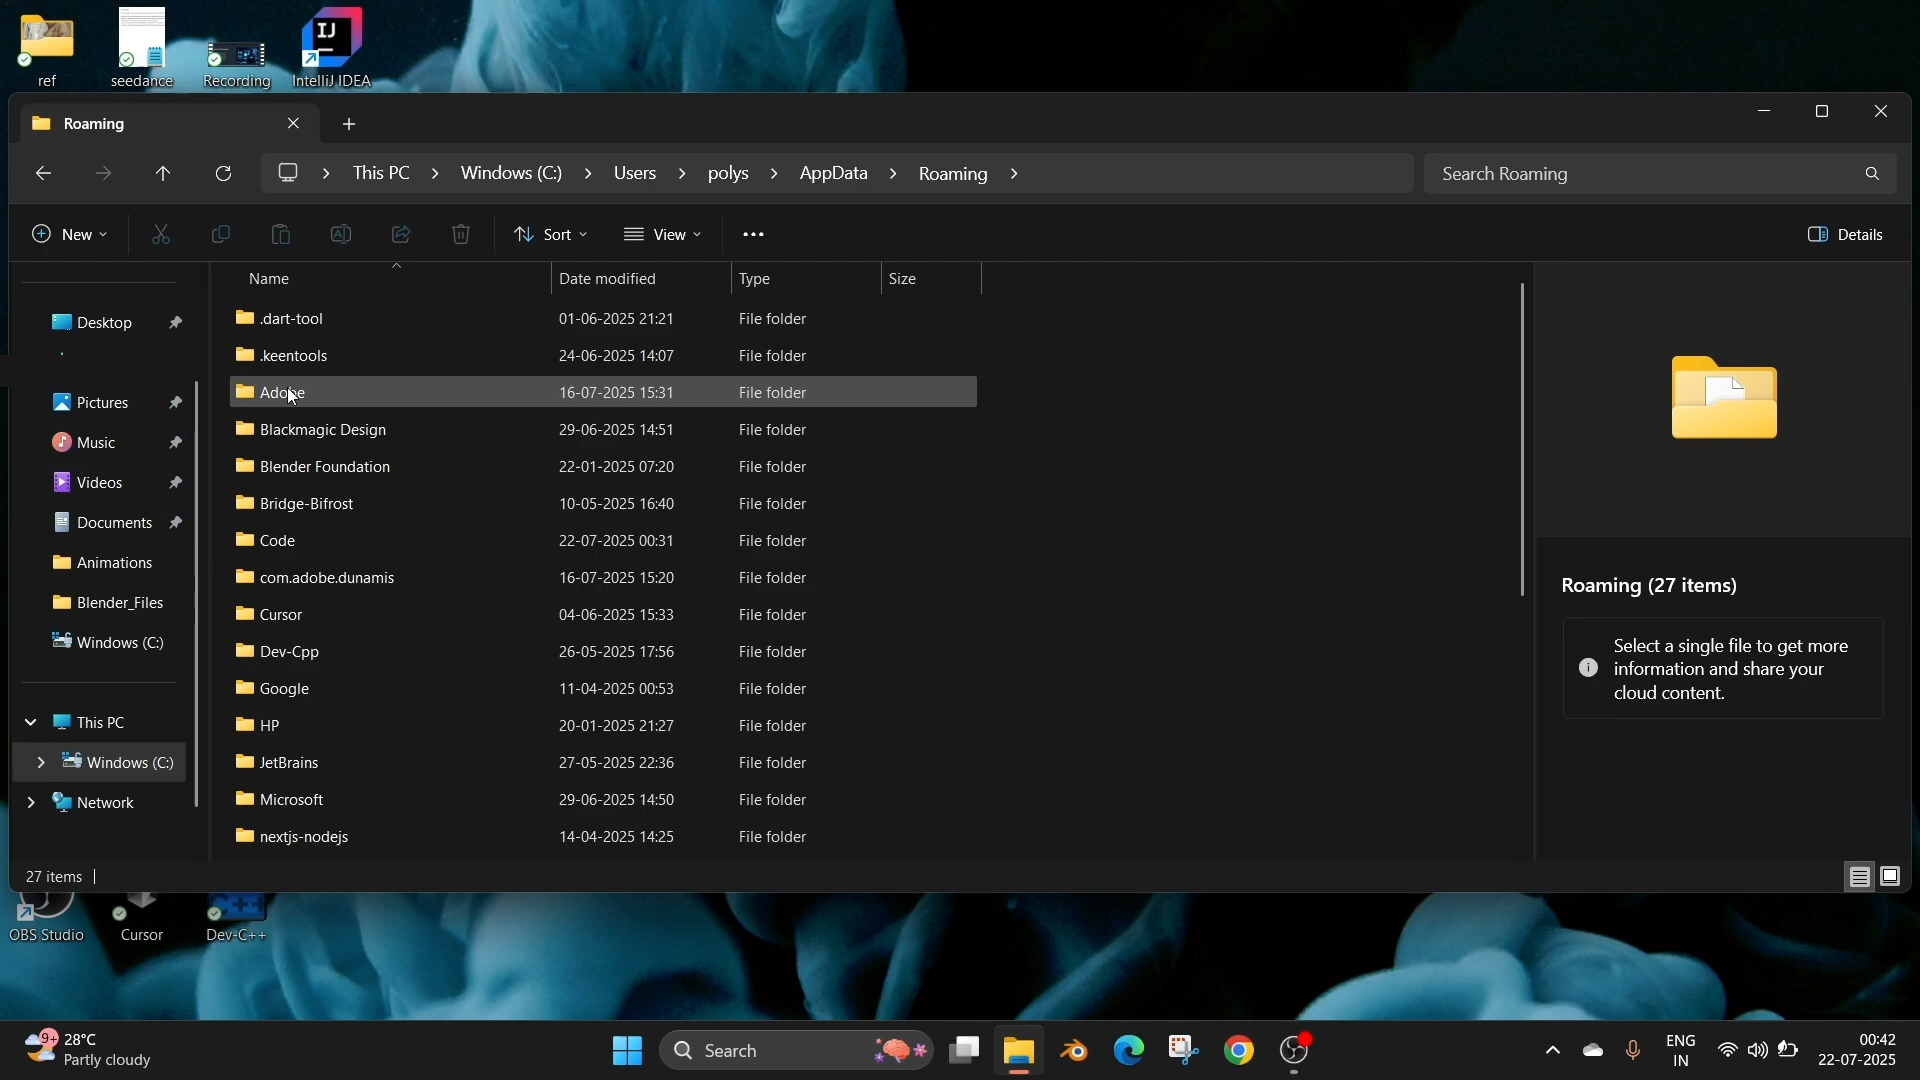 ref
seedance
Recording
IntelliJ IDEA
IJ
Roaming
This PC
Windows (C:)
Users
polys
AppData
Roaming
Search Roaming
New
Sort
View
Details
Name
Date modified
Type
Size
.dart-tool 01-06-2025 21:21 File folder
.keentools 24-06-2025 14:07 File folder
Adobe 16-07-2025 15:31 File folder
Blackmagic Design 29-06-2025 14:51 File folder
Blender Foundation 22-01-2025 07:20 File folder
Bridge-Bifrost 10-05-2025 16:40 File folder
Code 22-07-2025 00:31 File folder
com.adobe.dunamis 16-07-2025 15:20 File folder
Cursor 04-06-2025 15:33 File folder
Dev-Cpp 26-05-2025 17:56 File folder
Google 11-04-2025 00:53 File folder
HP 20-01-2025 21:27 File folder
JetBrains 27-05-2025 22:36 File folder
Microsoft 29-06-2025 14:50 File folder
nextjs-nodejs 14-04-2025 14:25 File folder
Desktop
Pictures
Music
Videos
Documents
Animations
Blender_Files
Windows (C:)
This PC
Windows (C:)
Network
Roaming (27 items)
Select a single file to get more
information and share your
cloud content.
27 items
OBS Studio
Cursor
Dev-C++
9+
28°C
Partly cloudy
Search
ENG
IN
00:42
22-07-2025